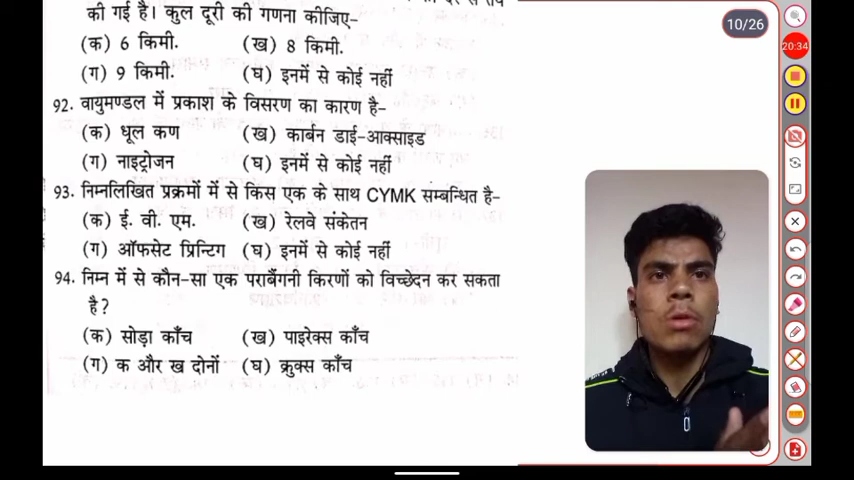 की गई है। कुल दूरी की गणना कीजिए-
(क) 6 किमी. (ख) 8 किमी.
(ग) 9 किमी. (घ) इनमें से कोई नहीं
92. वायुमण्डल में प्रकाश के विसरण का कारण है-
(क) धूल कण (ख) कार्बन डाई-आक्साइड
(ग) नाइट्रोजन (घ) इनमें से कोई नहीं
93. निम्नलिखित प्रक्रमों में से किस एक के साथ CYMK सम्बन्धित है-
(क) ई. वी. एम. (ख) रेलवे संकेतन
(ग) ऑफसेट प्रिन्टिग (घ) इनमें से कोई नहीं
94. निम्न में से कौन-सा एक पराबैंगनी किरणों को विच्छेदन कर सकता
है?
(क) सोड़ा काँच (ख) पाइरेक्स काँच
(ग) क और ख दोनों (घ) क्रुक्स काँच
10/26
20:34